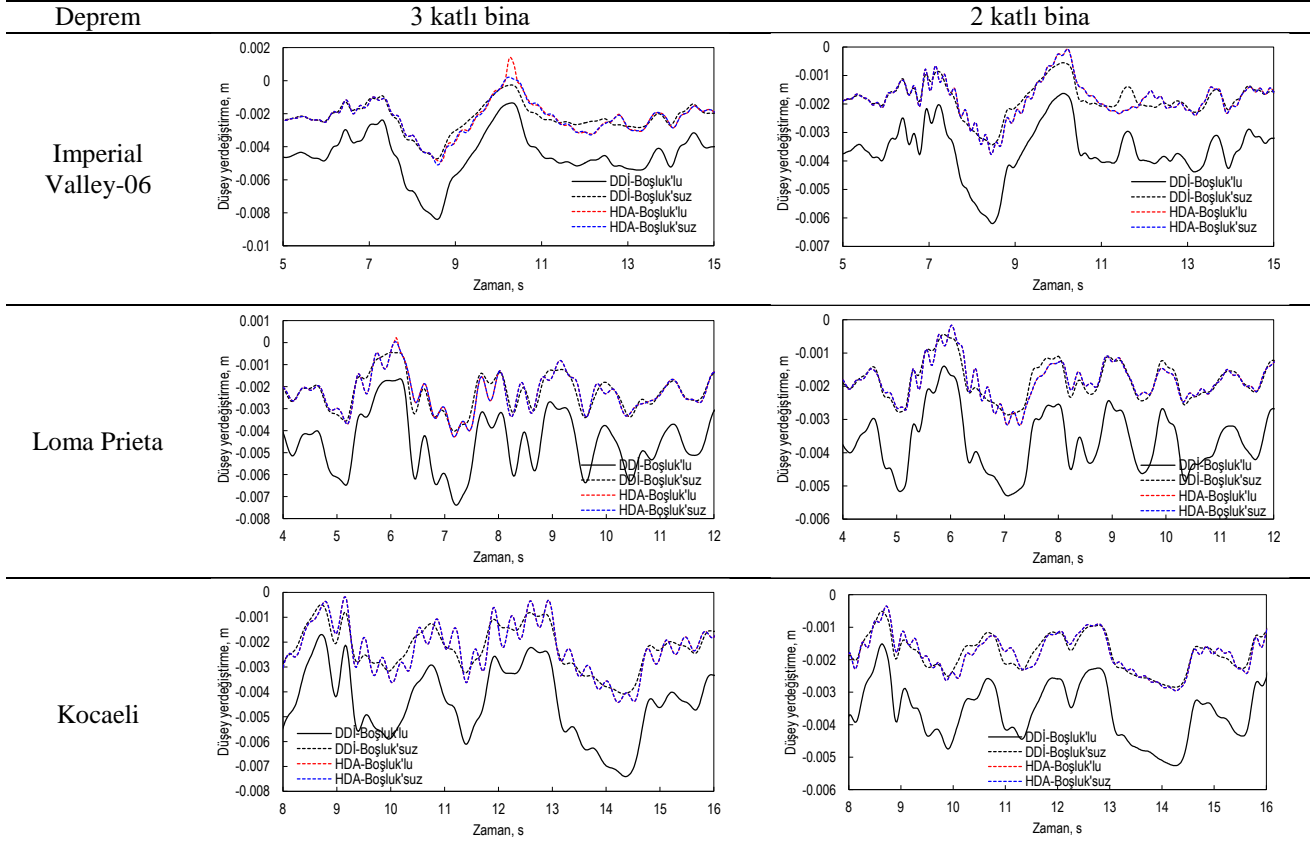 Deprem
3 katlı bina
2 katlı bina
Imperial
Valley-06
Düşey yerdeğiştirme, m
0.002
0
-0.002
-0.004
-0.006
-0.008
-0.01
DDİ-Boşluk'lu
DDİ-Boşluk'suz
HDA-Boşluk'lu
HDA-Boşluk'suz
5 7 9 11 13 15
Zaman, s
Düşey yerdeğiştirme, m
0
-0.001
-0.002
-0.003
-0.004
-0.005
-0.006
-0.007
DDİ-Boşluk'lu
DDİ-Boşluk'suz
HDA-Boşluk'lu
HDA-Boşluk'suz
5 7 9 11 13 15
Zaman, s
Loma Prieta
Düşey yerdeğiştirme, m
0.001
0
-0.001
-0.002
-0.003
-0.004
-0.005
-0.006
-0.007
-0.008
DDİ-Boşluk'lu
DDİ-Boşluk'suz
HDA-Boşluk'lu
HDA-Boşluk'suz
4 5 6 7 8 9 10 11 12
Zaman, s
Düşey yerdeğiştirme, m
0
-0.001
-0.002
-0.003
-0.004
-0.005
-0.006
DDİ-Boşluk'lu
DDİ-Boşluk'suz
HDA-Boşluk'lu
HDA-Boşluk'suz
4 5 6 7 8 9 10 11 12
Zaman, s
Kocaeli
Düşey yerdeğiştirme, m
0
-0.001
-0.002
-0.003
-0.004
-0.005
-0.006
-0.007
-0.008
DDİ-Boşluk'lu
DDİ-Boşluk'suz
HDA-Boşluk'lu
HDA-Boşluk'suz
8 9 10 11 12 13 14 15 16
Zaman, s
Düşey yerdeğiştirme, m
0
-0.001
-0.002
-0.003
-0.004
-0.005
-0.006
DDİ-Boşluk'lu
DDİ-Boşluk'suz
HDA-Boşluk'lu
HDA-Boşluk'suz
8 9 10 11 12 13 14 15 16
Zaman, s